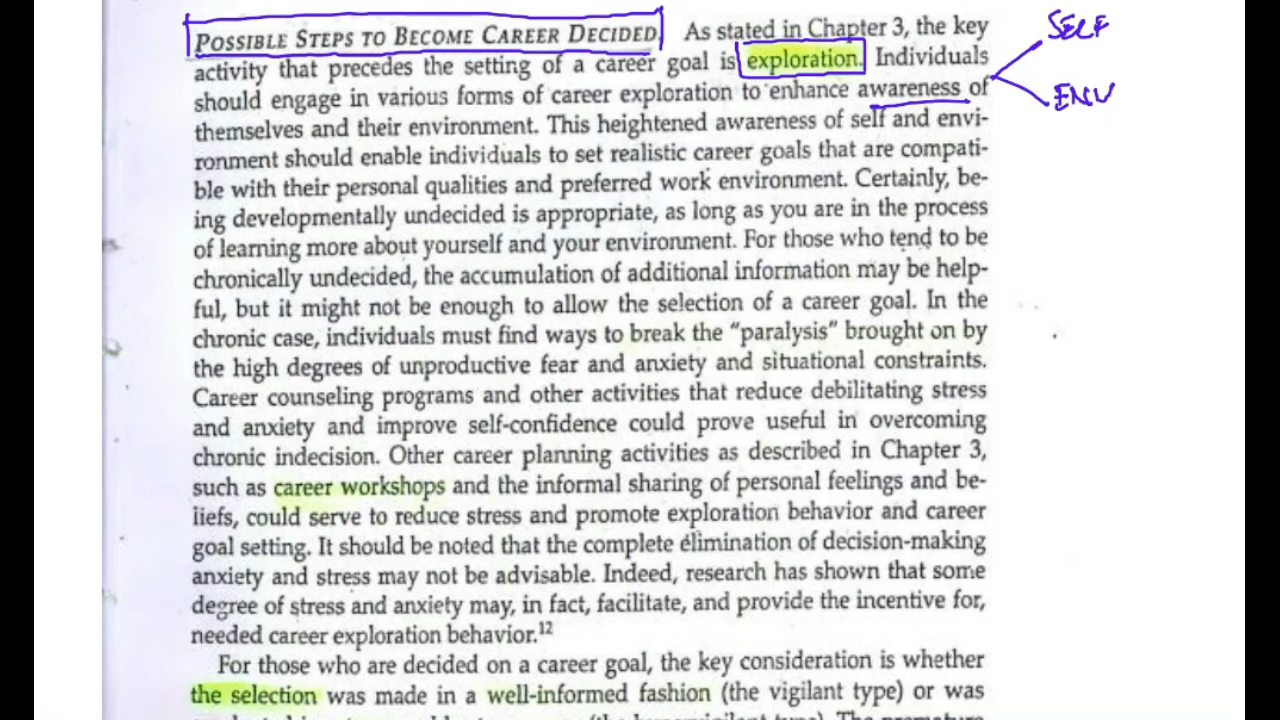 POSSIBLE STEPS TO BECOME CAREER DECIDED As stated in Chapter 3, the key
activity that precedes the setting of a career goal is exploration. Individuals
should engage in various forms of career exploration to enhance awareness of
themselves and their environment. This heightened awareness of self and envi-
ronment should enable individuals to set realistic career goals that are compati-
ble with their personal qualities and preferred work environment. Certainly, be-
ing developmentally undecided is appropriate, as long as you are in the process
of learning more about yourself and your environment. For those who tend to be
chronically undecided, the accumulation of additional information may be help-
ful, but it might not be enough to allow the selection of a career goal. In the
chronic case, individuals must find ways to break the “paralysis” brought on by
the high degrees of unproductive fear and anxiety and situational constraints.
Career counseling programs and other activities that reduce debilitating stress
and anxiety and improve self-confidence could prove useful in overcoming
chronic indecision. Other career planning activities as described in Chapter 3,
such as career workshops and the informal sharing of personal feelings and be-
liefs, could serve to reduce stress and promote exploration behavior and career
goal setting. It should be noted that the complete elimination of decision-making
anxiety and stress may not be advisable. Indeed, research has shown that some
degree of stress and anxiety may, in fact, facilitate, and provide the incentive for,
needed career exploration behavior.12
For those who are decided on a career goal, the key consideration is whether
the selection was made in a well-informed fashion (the vigilant type) or was
SELF
ENV